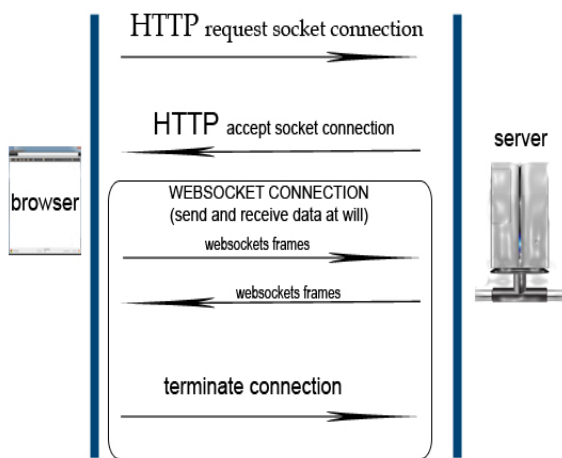 HTTP request socket connection
HTTP accept socket connection
server
browser
WEBSOCKET CONNECTION
(send and receive data at will)
websockets frames
websockets frames
terminate connection